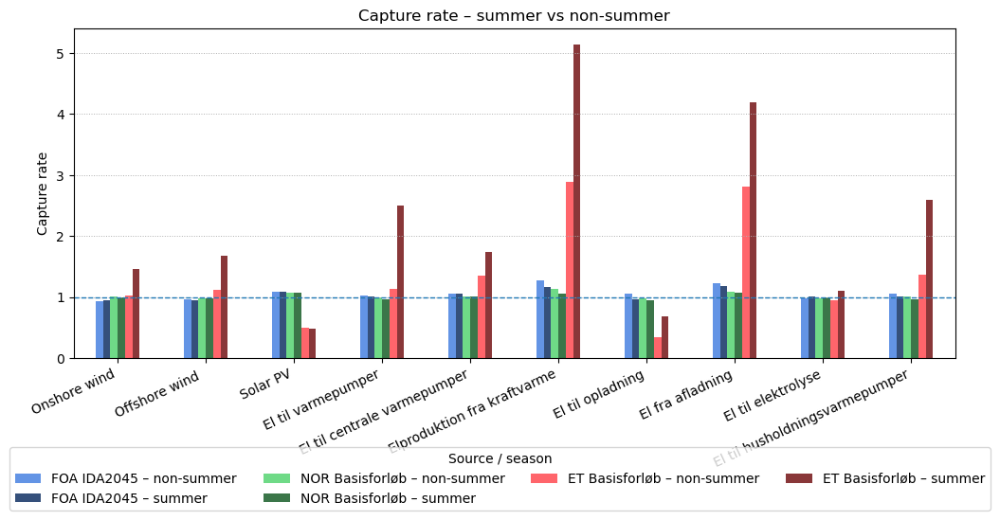 Capture rate – summer vs non-summer
Capture rate
5
4
3
2
1
0
Onshore wind
Offshore wind
Solar PV
El til varmepumper
El til centrale varmepumper
Elproduktion fra kraftvarme
El til opladning
El fra afladning
El til elektrolyse
El til husholdningsvarmepumper
Source / season
FOA IDA2045 – non-summer
FOA IDA2045 – summer
NOR Basisforløb – non-summer
NOR Basisforløb – summer
ET Basisforløb – non-summer
ET Basisforløb – summer